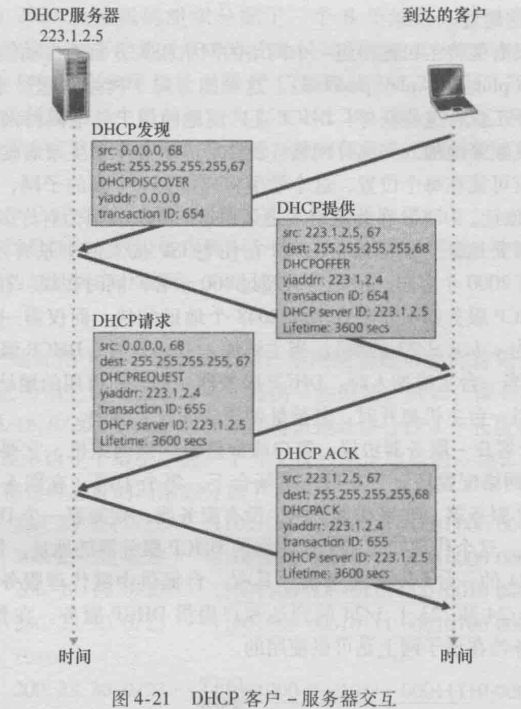 DHCP服务器
223.1.2.5
到达的客户
DHCP发现
src: 0.0.0.0, 68
dest: 255.255.255.255,67
DHCPDISCOVER
yiaddr: 0.0.0.0
transaction ID: 654
DHCP提供
src: 223.1.2.5, 67
dest: 255.255.255.255,68
DHCPOFFER
yiaddrr: 223.1.2.4
transaction ID: 654
DHCP server ID: 223.1.2.5
Lifetime: 3600 secs
DHCP请求
src: 0.0.0.0, 68
dest: 255.255.255.255, 67
DHCPREQUEST
yiaddrr: 223.1.2.4
transaction ID: 655
DHCP server ID: 223.1.2.5
Lifetime: 3600 secs
DHCP ACK
src: 223.1.2.5, 67
dest: 255.255.255.255,68
DHCPACK
yiaddrr: 223.1.2.4
transaction ID: 655
DHCP server ID: 223.1.2.5
Lifetime: 3600 secs
时间
时间
图 4-21 DHCP 客户 – 服务器交互